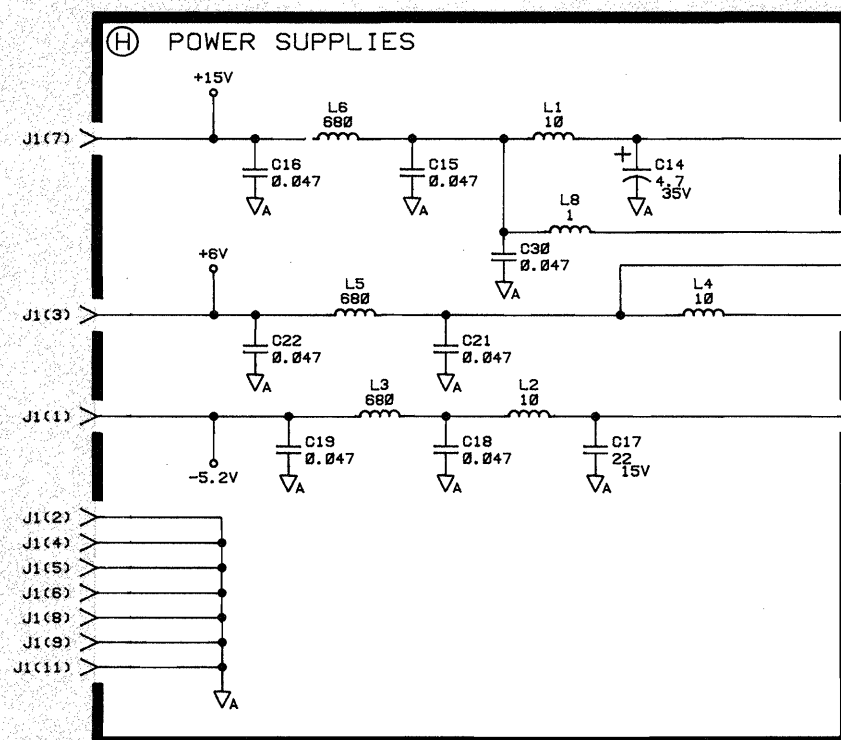 H POWER SUPPLIES
+15V
J1(7)
L6
680
L1
10
C16
0.047
C15
0.047
+
C14
4.7
35V
A
A
A
L8
1
C30
0.047
A
+6V
J1(3)
L5
680
L4
10
C22
0.047
C21
0.047
A
A
J1(1)
L3
680
L2
10
C19
0.047
C18
0.047
C17
22
15V
-5.2V
A
A
A
J1(2)
J1(4)
J1(5)
J1(6)
J1(8)
J1(9)
J1(11)
A